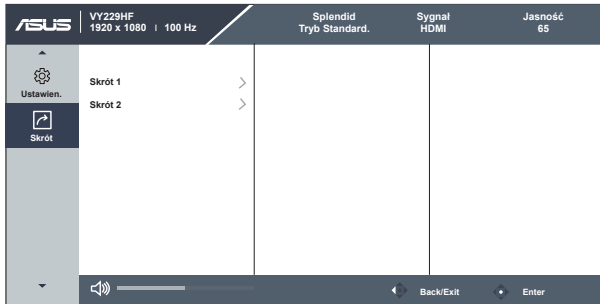 ASUS
VY229HF
1920 x 1080 I 100 Hz
Splendid
Tryb Standard.
Sygnał
HDMI
Jasność
65
Ustawien.
Skrót
Skrót 1
Skrót 2
Back/Exit
Enter